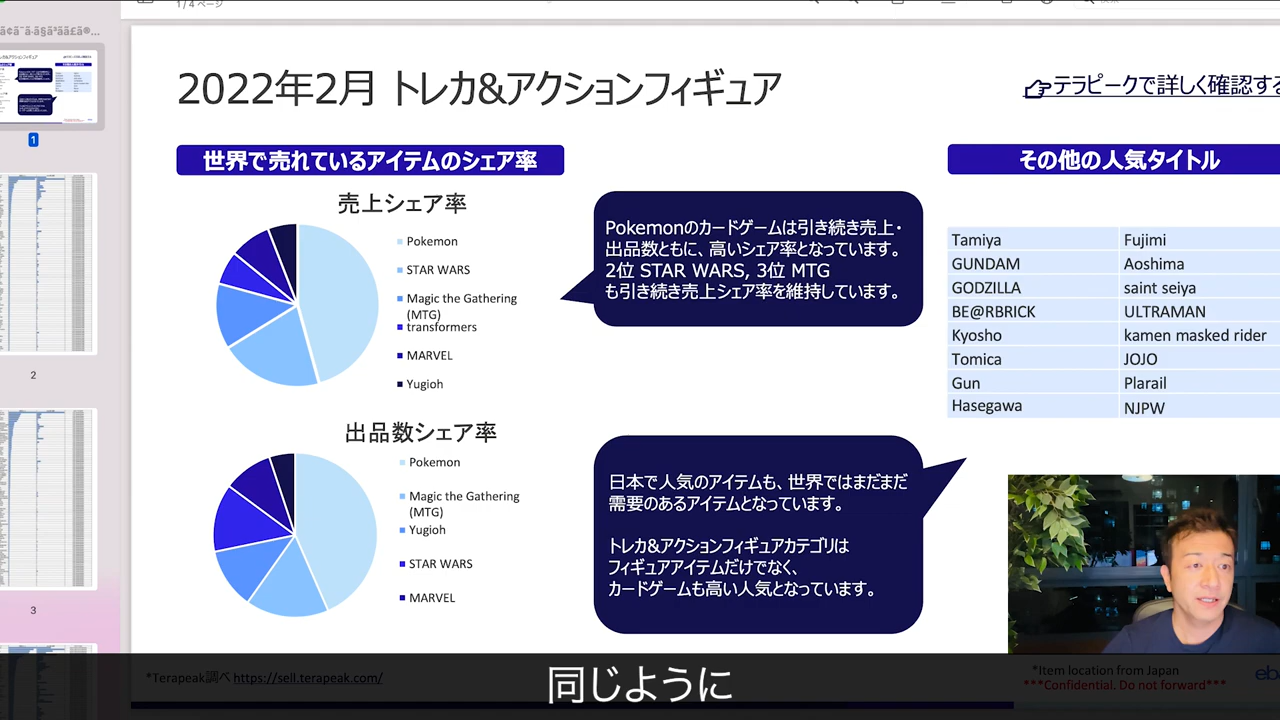 1 / 4 ページ
2022年2月 トレカ&アクションフィギュア
テラピークで詳しく確認する
世界で売れているアイテムのシェア率
その他の人気タイトル
売上シェア率
Pokemon
STAR WARS
Magic the Gathering
(MTG)
transformers
MARVEL
Yugioh
Pokemonのカードゲームは引き続き売上・
出品数ともに、高いシェア率となっています。
2位 STAR WARS, 3位 MTG
も引き続き売上シェア率を維持しています。
Tamiya Fujimi
GUNDAM Aoshima
GODZILLA saint seiya
BE@RBRICK ULTRAMAN
Kyosho kamen masked rider
Tomica JOJO
Gun Plarail
Hasegawa NJPW
出品数シェア率
Pokemon
Magic the Gathering
(MTG)
Yugioh
STAR WARS
MARVEL
日本で人気のアイテムも、世界ではまだまだ
需要のあるアイテムとなっています。
トレカ&アクションフィギュアカテゴリは
フィギュアアイテムだけでなく、
カードゲームも高い人気となっています。
1
2
3
*Terapeak調べ https://sell.terapeak.com/
*Item location from Japan
***Confidential. Do not forward***
eb
同じように